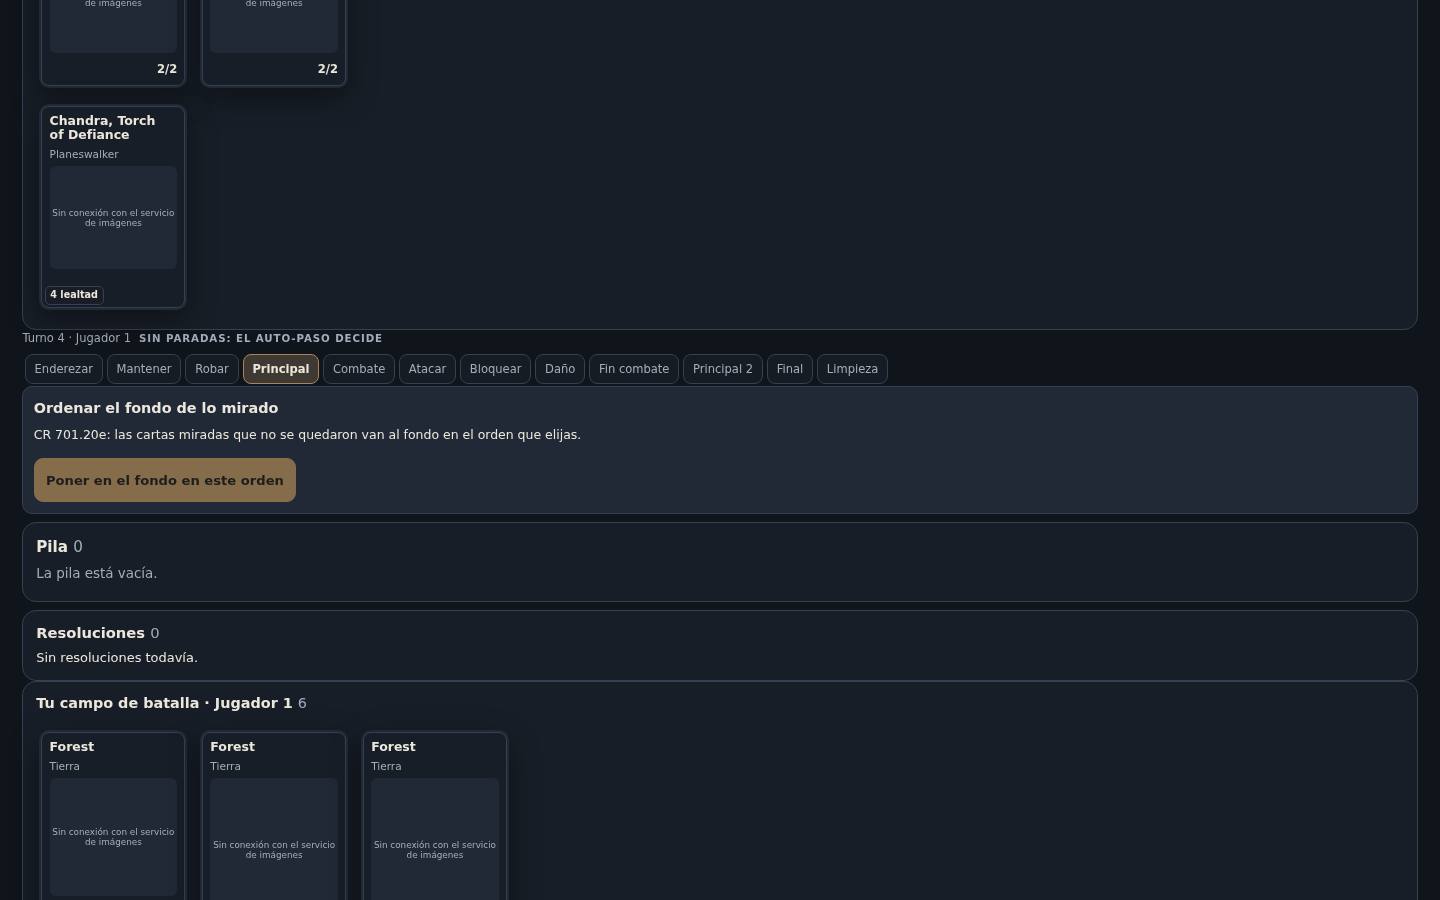 de imágenes
de imágenes
2/2
2/2
Chandra, Torch
of Defiance
Planeswalker
Sin conexión con el servicio
de imágenes
4 lealtad
Turno 4 · Jugador 1 SIN PARADAS: EL AUTO-PASO DECIDE
Enderezar Mantener Robar Principal Combate Atacar Bloquear Daño Fin combate Principal 2 Final Limpieza
Ordenar el fondo de lo mirado
CR 701.20e: las cartas miradas que no se quedaron van al fondo en el orden que elijas.
Poner en el fondo en este orden
Pila 0
La pila está vacía.
Resoluciones 0
Sin resoluciones todavía.
Tu campo de batalla · Jugador 1 6
Forest
Tierra
Sin conexión con el servicio
de imágenes
Forest
Tierra
Sin conexión con el servicio
de imágenes
Forest
Tierra
Sin conexión con el servicio
de imágenes